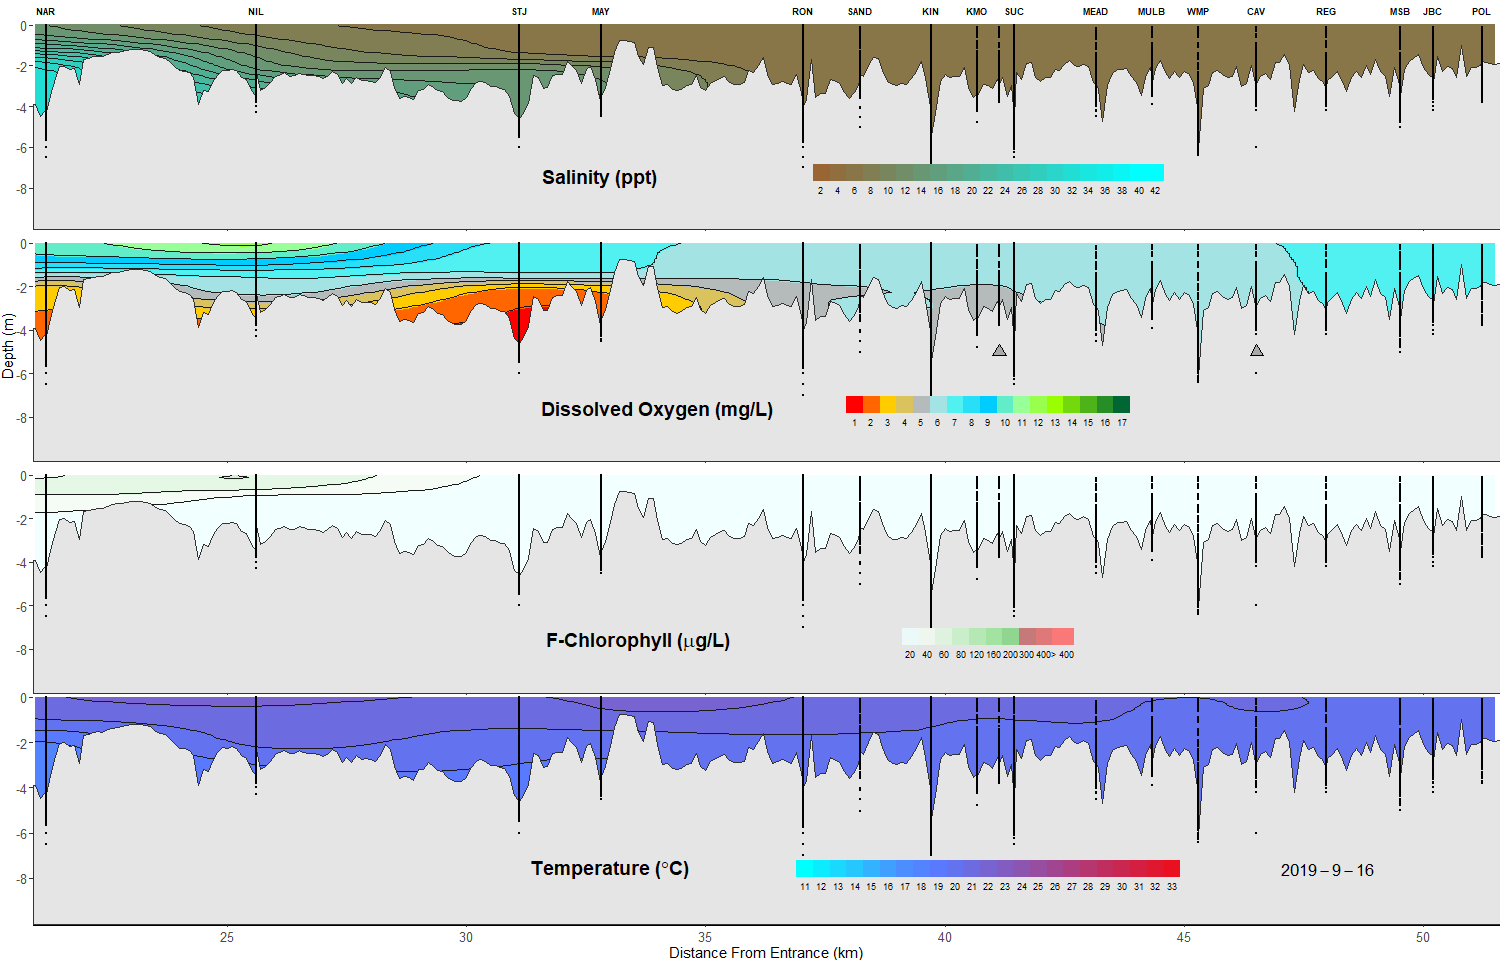 NAR NIL STJ MAY RON SAND KIN KMO SUC MEAD MULB WMP CAV REG MSB JBC POL
0
-2
-4
-6
-8
Salinity (ppt)
2 4 6 8 10 12 14 16 18 20 22 24 26 28 30 32 34 36 38 40 42
0
-2
-4
-6
-8
Dissolved Oxygen (mg/L)
1 2 3 4 5 6 7 8 9 10 11 12 13 14 15 16 17
Depth (m)
0
-2
-4
-6
-8
F-Chlorophyll (μg/L)
20 40 60 80 120 160 200 300 400> 400
0
-2
-4
-6
-8
Temperature (°C)
11 12 13 14 15 16 17 18 19 20 21 22 23 24 25 26 27 28 29 30 31 32 33
2019 – 9 – 16
25 30 35 40 45 50
Distance From Entrance (km)